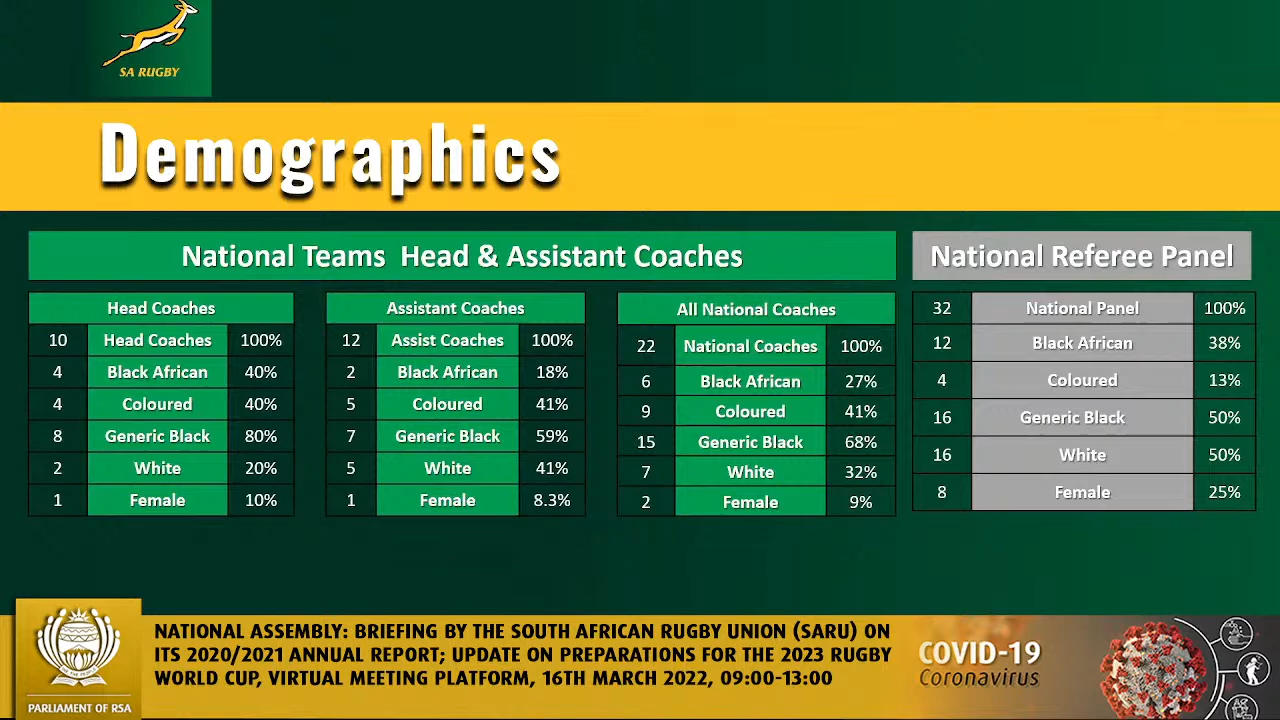 SA RUGBY
Demographics
National Teams Head & Assistant Coaches
Head Coaches
10 Head Coaches 100%
4 Black African 40%
4 Coloured 40%
8 Generic Black 80%
2 White 20%
1 Female 10%
Assistant Coaches
12 Assist Coaches 100%
2 Black African 18%
5 Coloured 41%
7 Generic Black 59%
5 White 41%
1 Female 8.3%
All National Coaches
22 National Coaches 100%
6 Black African 27%
9 Coloured 41%
15 Generic Black 68%
7 White 32%
2 Female 9%
National Referee Panel
32 National Panel 100%
12 Black African 38%
4 Coloured 13%
16 Generic Black 50%
16 White 50%
8 Female 25%
PARLIAMENT OF RSA
NATIONAL ASSEMBLY: BRIEFING BY THE SOUTH AFRICAN RUGBY UNION (SARU) ON
ITS 2020/2021 ANNUAL REPORT; UPDATE ON PREPARATIONS FOR THE 2023 RUGBY
WORLD CUP, VIRTUAL MEETING PLATFORM, 16TH MARCH 2022, 09:00-13:00
COVID-19
Coronavirus